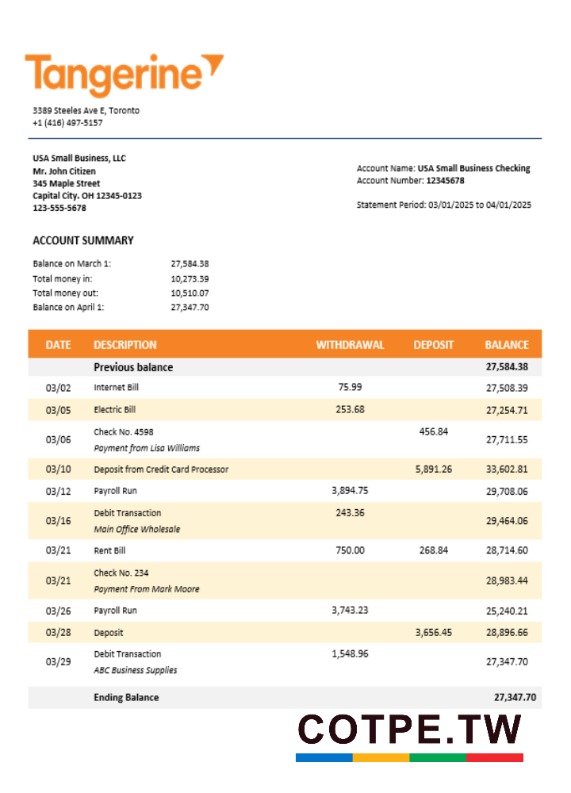 Tangerine
3389 Steeles Ave E, Toronto
+1 (416) 497-5157
USA Small Business, LLC
Mr. John Citizen
345 Maple Street
Capital City. OH 12345-0123
123-555-5678
Account Name: USA Small Business Checking
Account Number: 12345678
Statement Period: 03/01/2025 to 04/01/2025
ACCOUNT SUMMARY
Balance on March 1: 27,584.38
Total money in: 10,273.39
Total money out: 10,510.07
Balance on April 1: 27,347.70
DATE DESCRIPTION WITHDRAWAL DEPOSIT BALANCE
Previous balance 27,584.38
03/02 Internet Bill 75.99 27,508.39
03/05 Electric Bill 253.68 27,254.71
03/06 Check No. 4598 456.84 27,711.55
Payment from Lisa Williams
03/10 Deposit from Credit Card Processor 5,891.26 33,602.81
03/12 Payroll Run 3,894.75 29,708.06
03/16 Debit Transaction 243.36 29,464.06
Main Office Wholesale
03/21 Rent Bill 750.00 268.84 28,714.60
03/21 Check No. 234 28,983.44
Payment From Mark Moore
03/26 Payroll Run 3,743.23 25,240.21
03/28 Deposit 3,656.45 28,896.66
03/29 Debit Transaction 1,548.96 27,347.70
ABC Business Supplies
Ending Balance 27,347.70
COTPE.TW